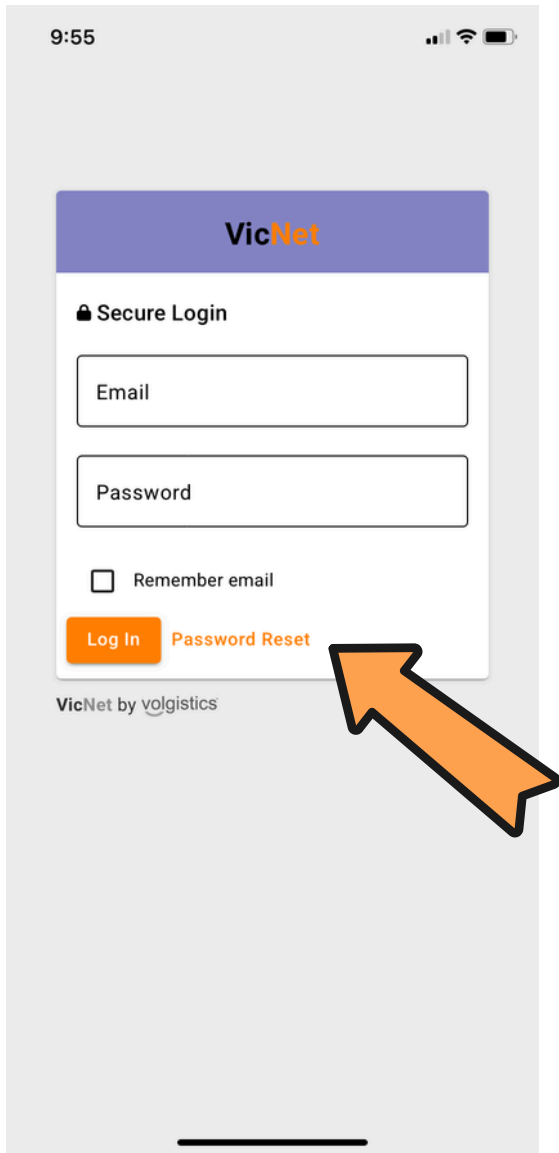 9:55
VicNet
Secure Login
Email
Password
Remember email
Log In Password Reset
VicNet by volgistics